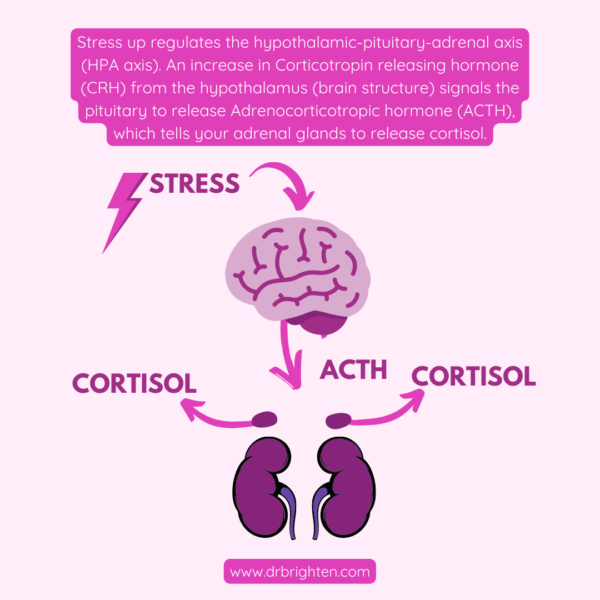 Stress up regulates the hypothalamic-pituitary-adrenal axis
(HPA axis). An increase in Corticotropin releasing hormone
(CRH) from the hypothalamus (brain structure) signals the
pituitary to release Adrenocorticotropic hormone (ACTH),
which tells your adrenal glands to release cortisol.
STRESS
ACTH
CORTISOL
CORTISOL
www.drbrighten.com